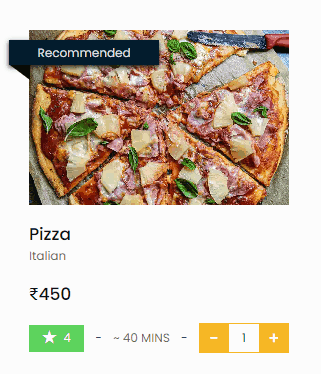 Recommended
Pizza
Italian
₹450
★ 4 - ~ 40 MINS - − 1 +